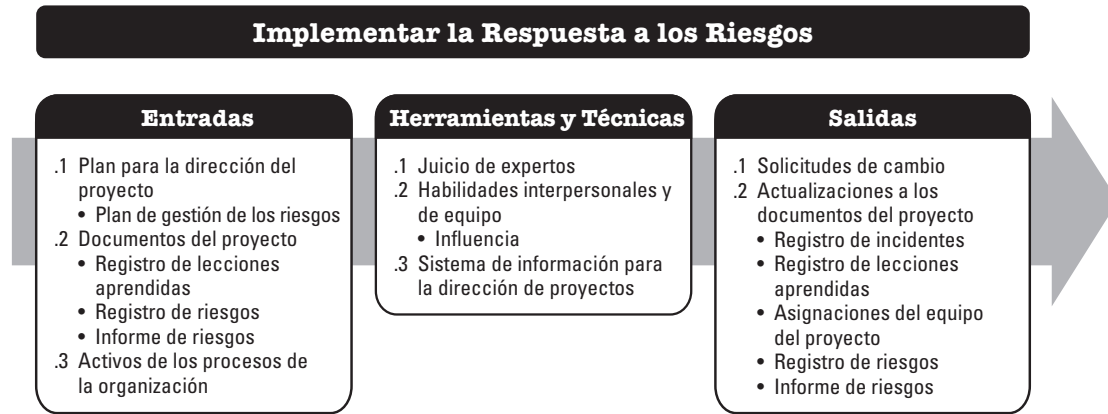 Implementar la Respuesta a los Riesgos
Entradas
.1 Plan para la dirección del
proyecto
• Plan de gestión de los riesgos
.2 Documentos del proyecto
• Registro de lecciones
aprendidas
• Registro de riesgos
• Informe de riesgos
.3 Activos de los procesos de
la organización
Herramientas y Técnicas
.1 Juicio de expertos
.2 Habilidades interpersonales y
de equipo
• Influencia
.3 Sistema de información para
la dirección de proyectos
Salidas
.1 Solicitudes de cambio
.2 Actualizaciones a los
documentos del proyecto
• Registro de incidentes
• Registro de lecciones
aprendidas
• Asignaciones del equipo
del proyecto
• Registro de riesgos
• Informe de riesgos